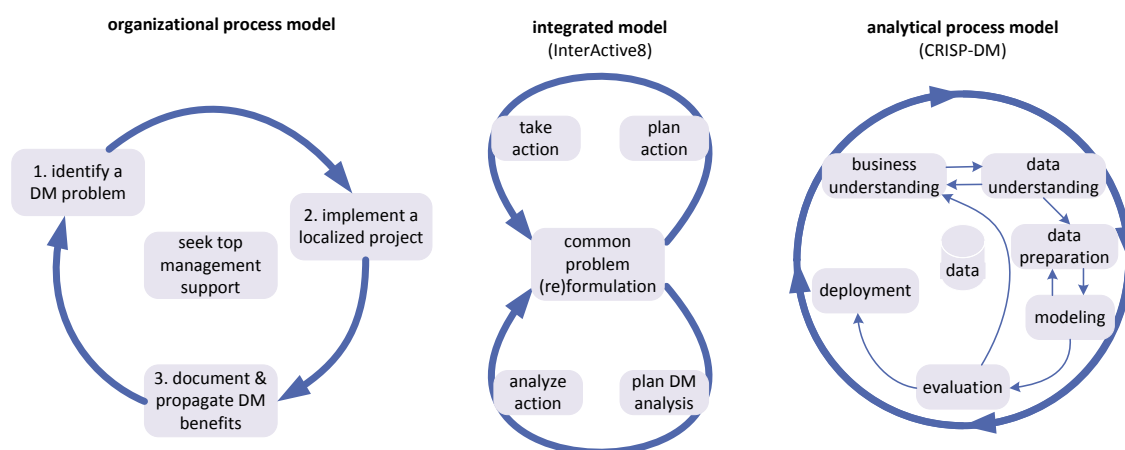 organizational process model
1. identify a
DM problem
2. implement a
localized project
seek top
management
support
3. document &
propagate DM
benefits
integrated model
(InterActive8)
take
action
plan
action
common
problem
(re)formulation
analyze
action
plan DM
analysis
analytical process model
(CRISP-DM)
business
understanding
data
understanding
data
preparation
data
deployment
modeling
evaluation